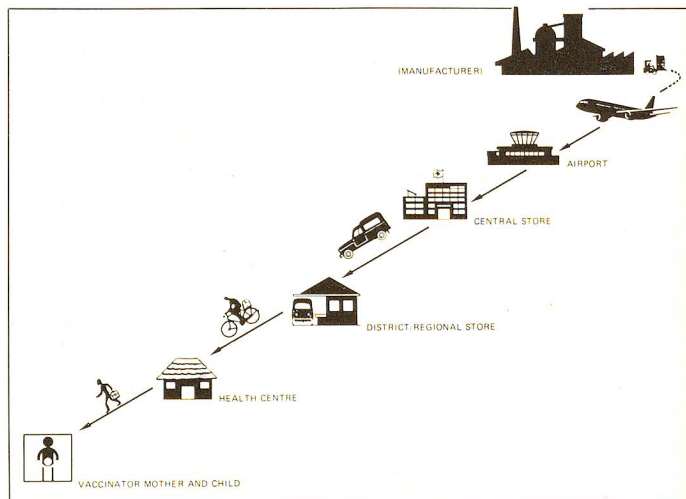 (MANUFACTURER)
AIRPORT
CENTRAL STORE
DISTRICT/REGIONAL STORE
HEALTH CENTRE
VACCINATOR MOTHER AND CHILD